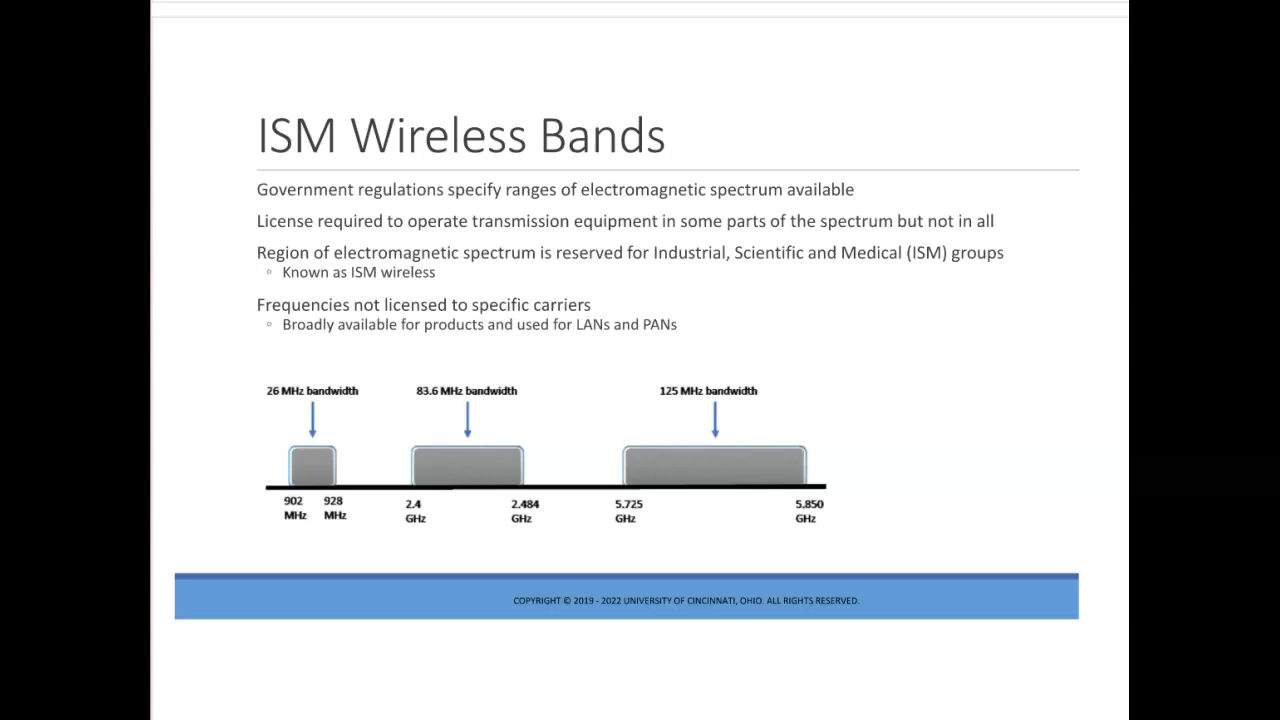 ISM Wireless Bands
Government regulations specify ranges of electromagnetic spectrum available
License required to operate transmission equipment in some parts of the spectrum but not in all
Region of electromagnetic spectrum is reserved for Industrial, Scientific and Medical (ISM) groups
◦ Known as ISM wireless
Frequencies not licensed to specific carriers
◦ Broadly available for products and used for LANs and PANs
26 MHz bandwidth 83.6 MHz bandwidth 125 MHz bandwidth
902 928 2.4 2.484 5.725 5.850
MHz MHz GHz GHz GHz GHz
COPYRIGHT © 2019 - 2022 UNIVERSITY OF CINCINNATI, OHIO. ALL RIGHTS RESERVED.